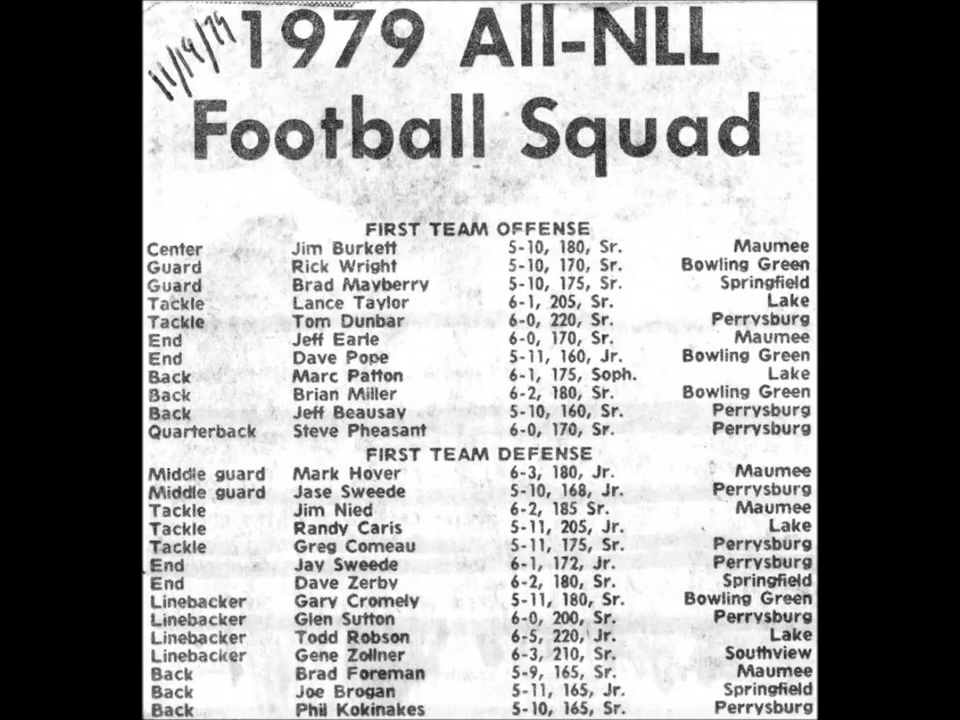 11/19/79
1979 All-NLL
Football Squad
FIRST TEAM OFFENSE
Center Jim Burkett 5-10, 180, Sr. Maumee
Guard Rick Wright 5-10, 170, Sr. Bowling Green
Guard Brad Mayberry 5-10, 175, Sr. Springfield
Tackle Lance Taylor 6-1, 205, Sr. Lake
Tackle Tom Dunbar 6-0, 220, Sr. Perrysburg
End Jeff Earle 6-0, 170, Sr. Maumee
End Dave Pope 5-11, 160, Jr. Bowling Green
Back Marc Patton 6-1, 175, Soph. Lake
Back Brian Miller 6-2, 180, Sr. Bowling Green
Back Jeff Beausay 5-10, 160, Sr. Perrysburg
Quarterback Steve Pheasant 6-0, 170, Sr. Perrysburg
FIRST TEAM DEFENSE
Middle guard Mark Hover 6-3, 180, Jr. Maumee
Middle guard Jase Sweede 5-10, 168, Jr. Perrysburg
Tackle Jim Nied 6-2, 185 Sr. Maumee
Tackle Randy Caris 5-11, 205, Jr. Lake
Tackle Greg Comeau 5-11, 175, Sr. Perrysburg
End Jay Sweede 6-1, 172, Jr. Perrysburg
End Dave Zerby 6-2, 180, Sr. Springfield
Linebacker Gary Cromely 5-11, 180, Sr. Bowling Green
Linebacker Glen Sutton 6-0, 200, Sr. Perrysburg
Linebacker Todd Robson 6-5, 220, Jr. Lake
Linebacker Gene Zollner 6-3, 210, Sr. Southview
Back Brad Foreman 5-9, 165, Sr. Maumee
Back Joe Brogan 5-11, 165, Jr. Springfield
Back Phil Kokinakes 5-10, 165, Sr. Perrysburg